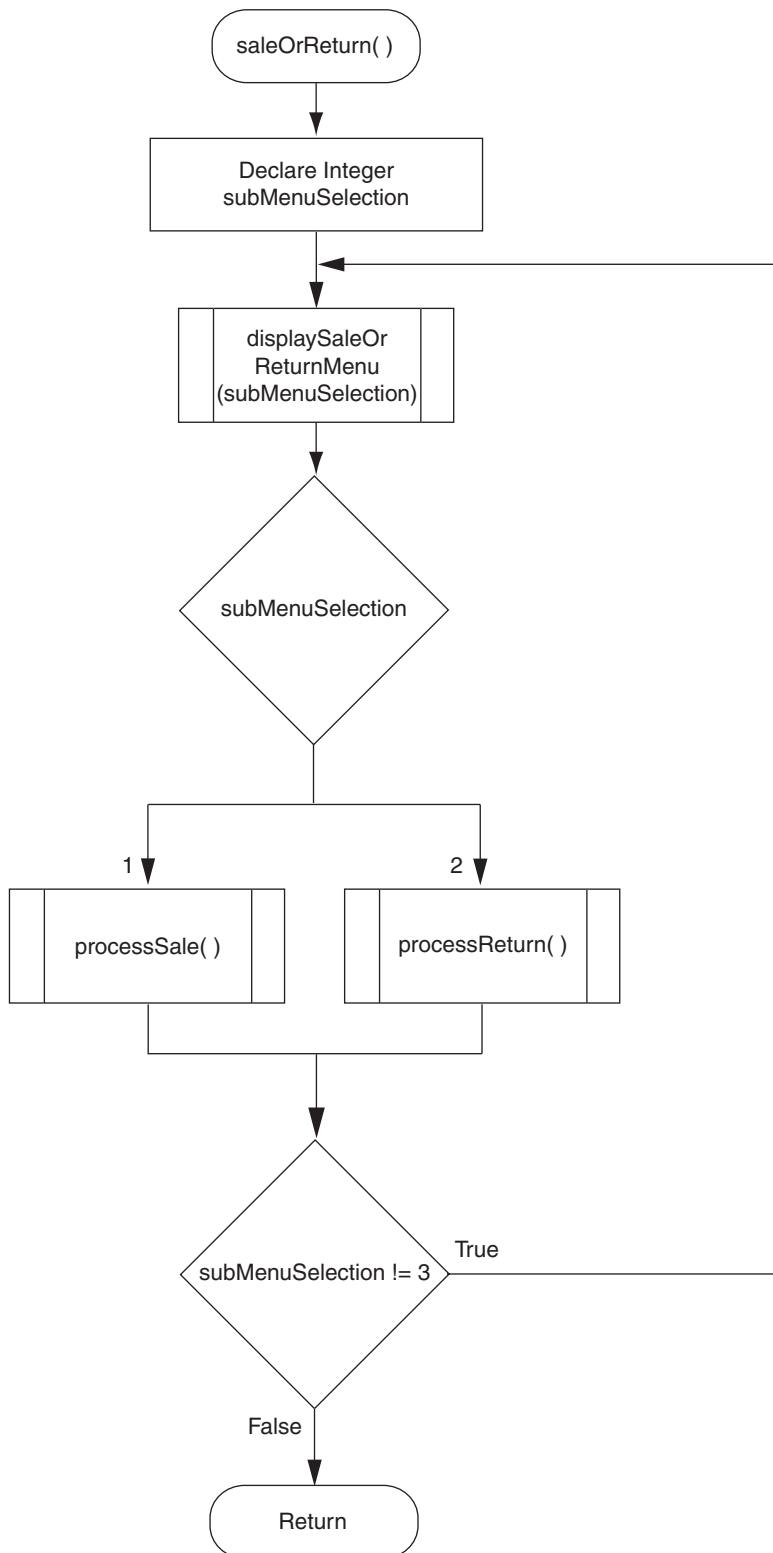 saleOrReturn( )
Declare Integer
subMenuSelection
displaySaleOr
ReturnMenu
(subMenuSelection)
subMenuSelection
1
2
processSale( )
processReturn( )
subMenuSelection != 3
True
False
Return